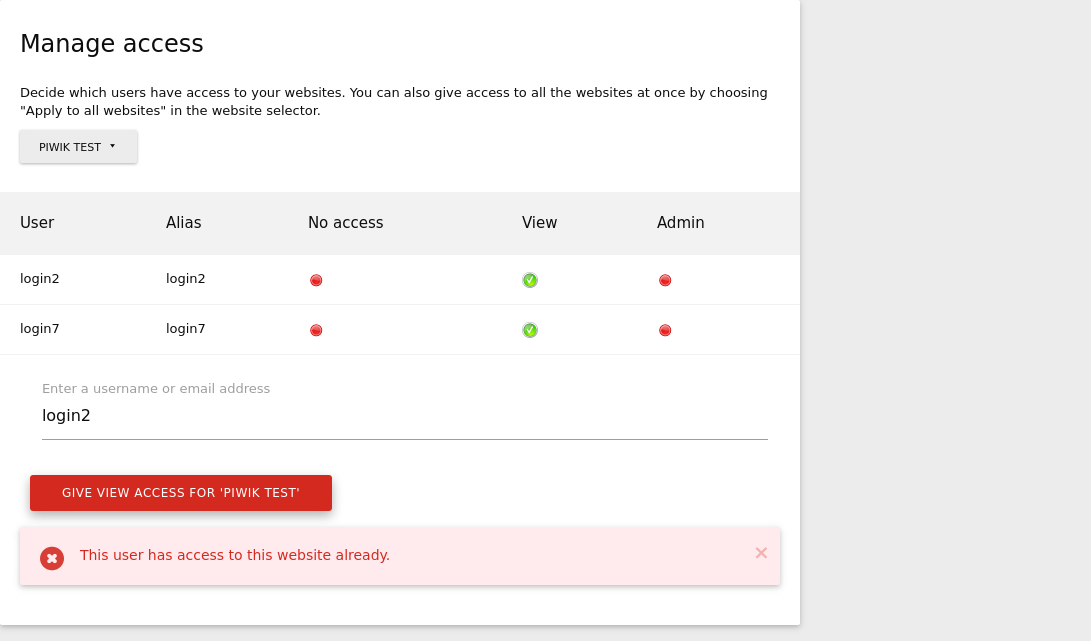 Manage access
Decide which users have access to your websites. You can also give access to all the websites at once by choosing
"Apply to all websites" in the website selector.
PIWIK TEST
User Alias No access View Admin
login2 login2
login7 login7
Enter a username or email address
login2
GIVE VIEW ACCESS FOR 'PIWIK TEST'
This user has access to this website already.